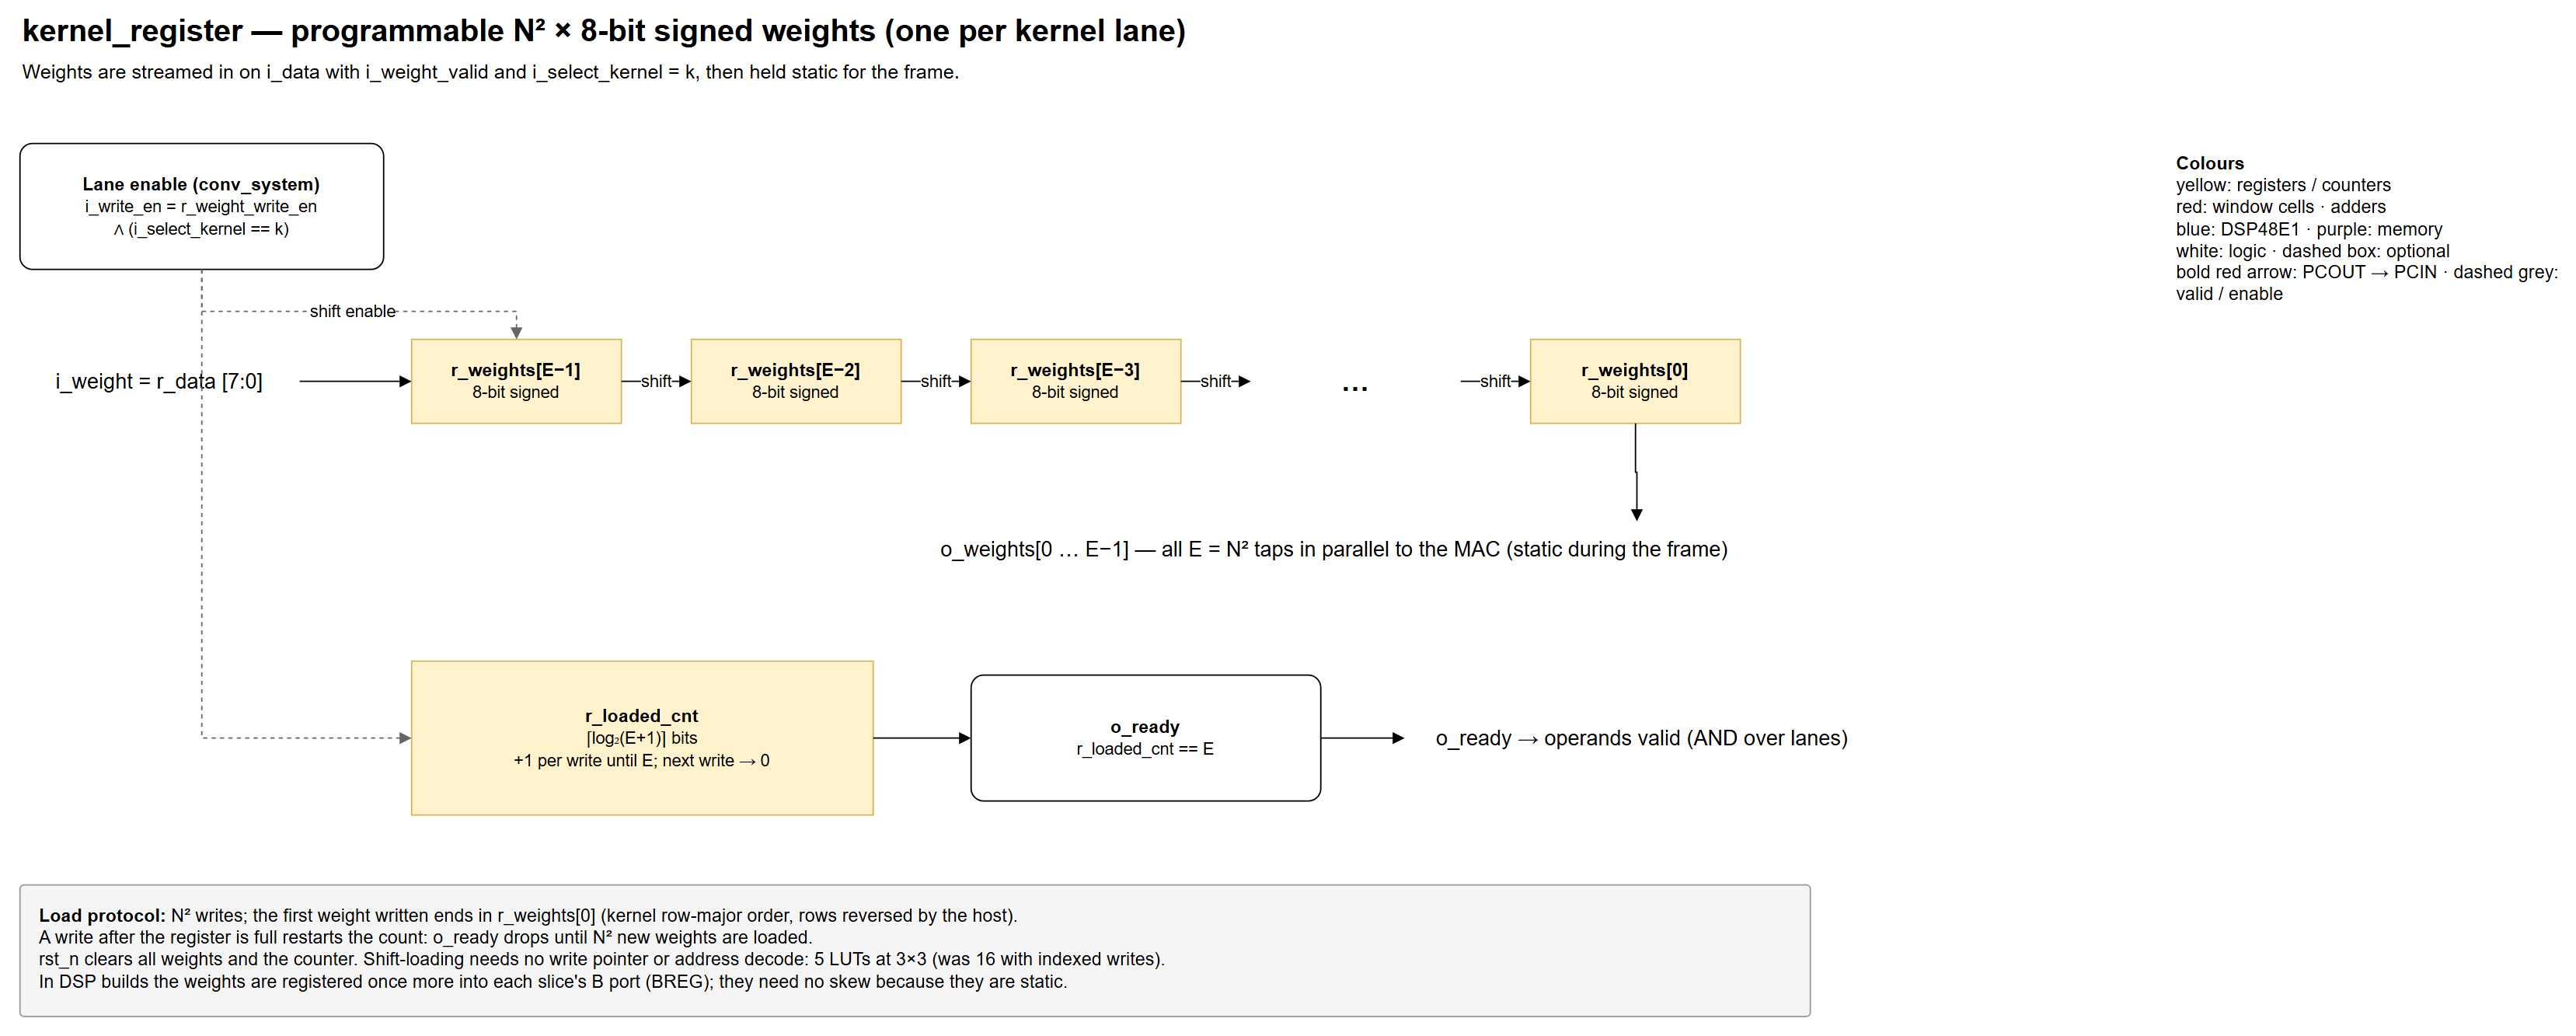 kernel_register — programmable N² × 8-bit signed weights (one per kernel lane)
Weights are streamed in on i_data with i_weight_valid and i_select_kernel = k, then held static for the frame.
Lane enable (conv_system)
i_write_en = r_weight_write_en
∧ (i_select_kernel == k)
Colours
yellow: registers / counters
red: window cells · adders
blue: DSP48E1 · purple: memory
white: logic · dashed box: optional
bold red arrow: PCOUT → PCIN · dashed grey:
valid / enable
shift enable
i_weight = r_data [7:0]
r_weights[E−1]
8-bit signed
shift
r_weights[E−2]
8-bit signed
shift
r_weights[E−3]
8-bit signed
shift
...
shift
r_weights[0]
8-bit signed
o_weights[0 … E−1] — all E = N² taps in parallel to the MAC (static during the frame)
r_loaded_cnt
⌈log₂(E+1)⌉ bits
+1 per write until E; next write → 0
o_ready
r_loaded_cnt == E
o_ready → operands valid (AND over lanes)
Load protocol: N² writes; the first weight written ends in r_weights[0] (kernel row-major order, rows reversed by the host).
A write after the register is full restarts the count: o_ready drops until N² new weights are loaded.
rst_n clears all weights and the counter. Shift-loading needs no write pointer or address decode: 5 LUTs at 3×3 (was 16 with indexed writes).
In DSP builds the weights are registered once more into each slice's B port (BREG); they need no skew because they are static.